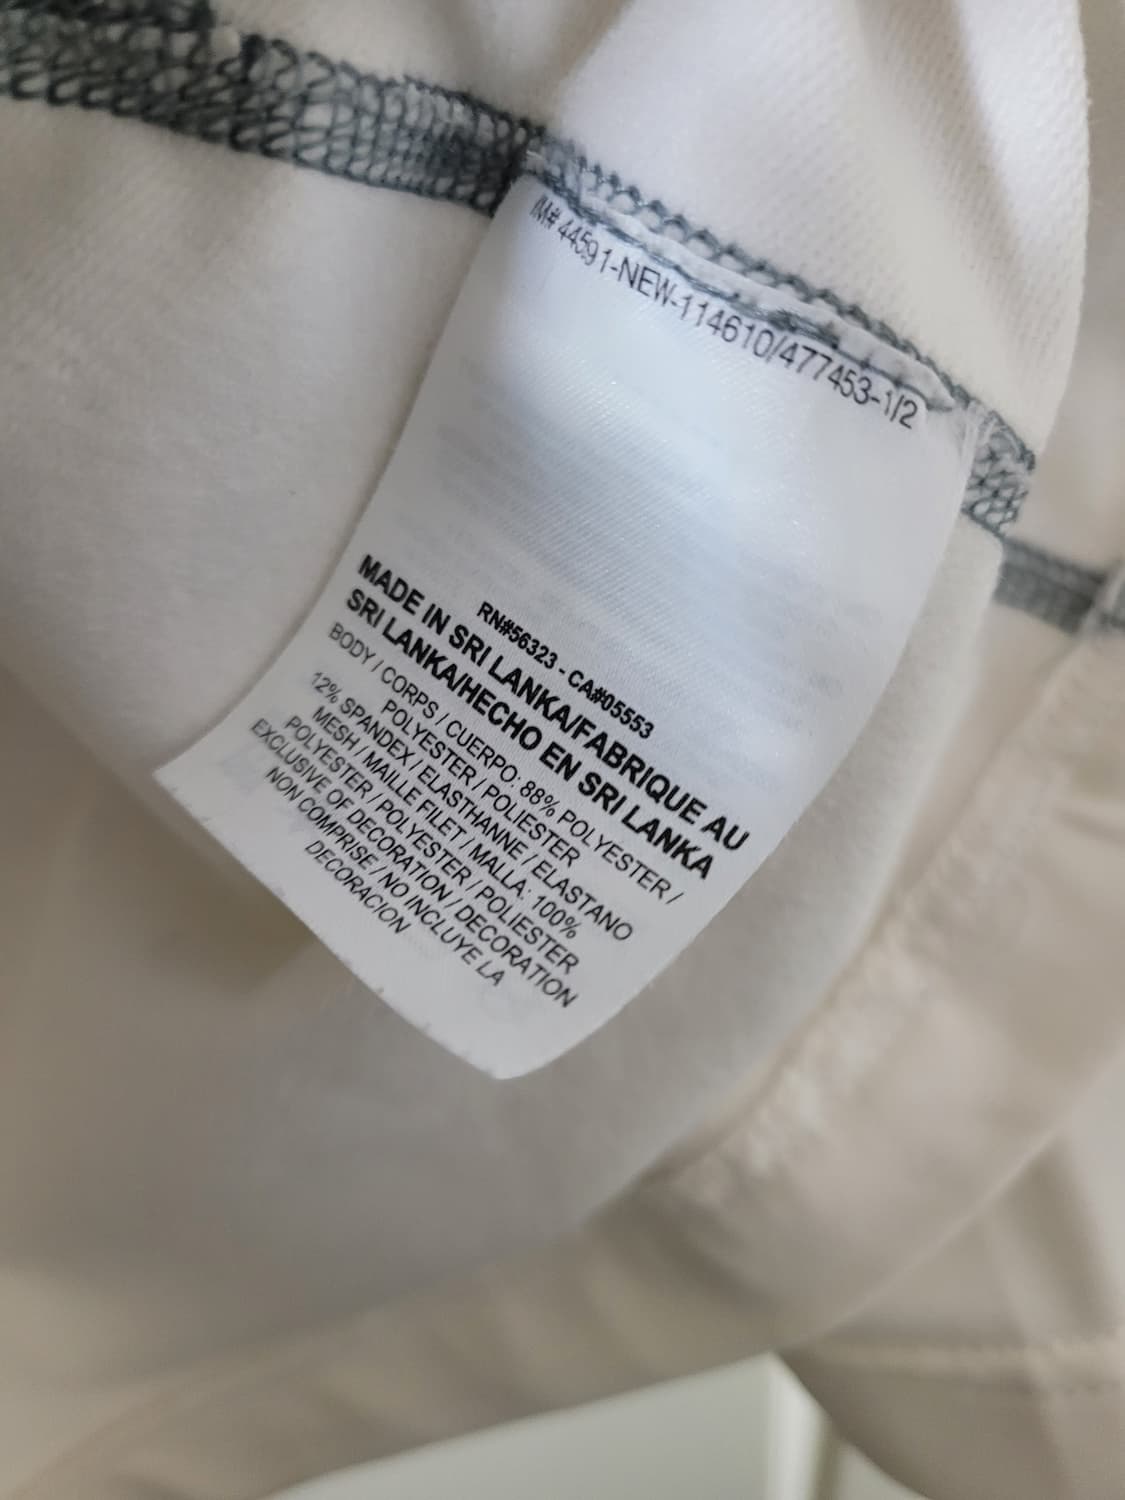 IM# 44591-NEW-114610/477453-1/2
RN#56323 - CA#05553
MADE IN SRI LANKA/FABRIQUE AU
SRI LANKA/HECHO EN SRI LANKA
BODY / CORPS / CUERPO: 88% POLYESTER /
POLYESTER / POLIESTER
12% SPANDEX / ELASTHANNE / ELASTANO
MESH / MAILLE FILET / MALLA: 100%
POLYESTER / POLYESTER / POLIESTER
EXCLUSIVE OF DECORATION / DECORATION
NON COMPRISE / NO INCLUYE LA
DECORACION